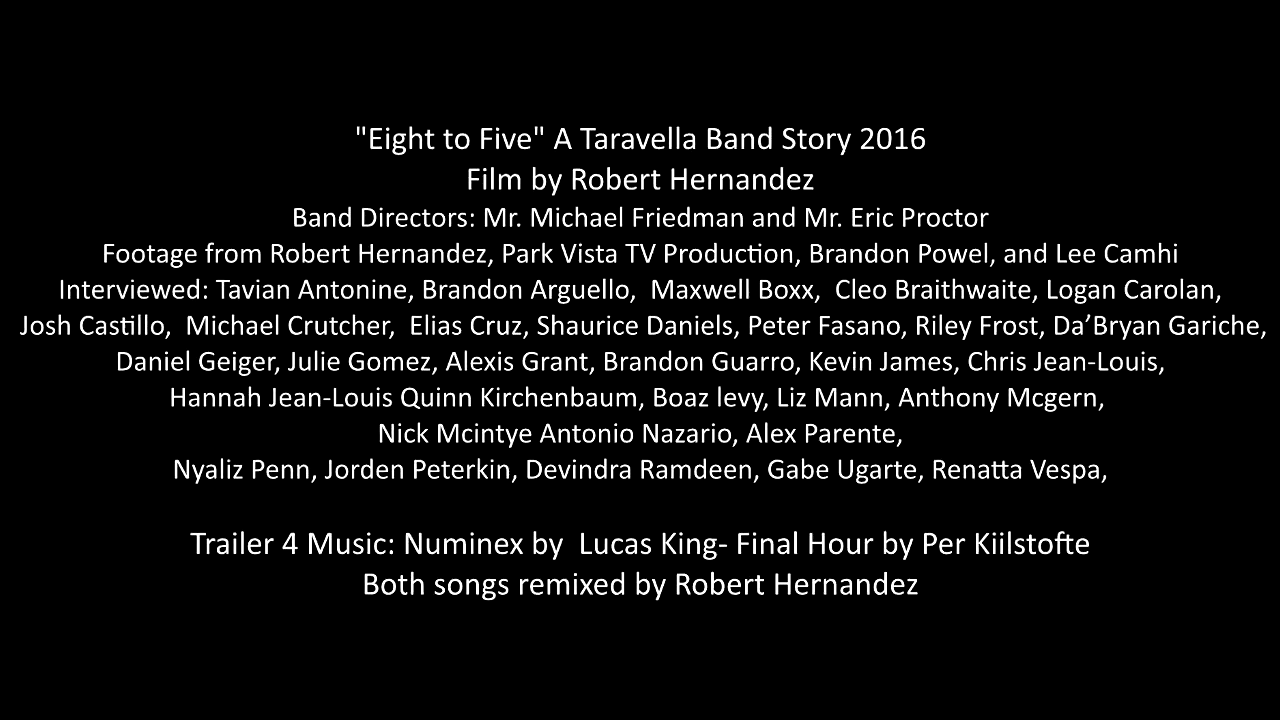 "Eight to Five" A Taravella Band Story 2016
Film by Robert Hernandez
Band Directors: Mr. Michael Friedman and Mr. Eric Proctor
Footage from Robert Hernandez, Park Vista TV Production, Brandon Powel, and Lee Camhi
Interviewed: Tavian Antonine, Brandon Arguello,  Maxwell Boxx,  Cleo Braithwaite, Logan Carolan,
Josh Castillo,  Michael Crutcher,  Elias Cruz, Shaurice Daniels, Peter Fasano, Riley Frost, Da’Bryan Gariche,
Daniel Geiger, Julie Gomez, Alexis Grant, Brandon Guarro, Kevin James, Chris Jean-Louis,
Hannah Jean-Louis Quinn Kirchenbaum, Boaz levy, Liz Mann, Anthony Mcgern,
Nick Mcintye Antonio Nazario, Alex Parente,
Nyaliz Penn, Jorden Peterkin, Devindra Ramdeen, Gabe Ugarte, Renatta Vespa,
Trailer 4 Music: Numinex by  Lucas King- Final Hour by Per Kiilstofte
Both songs remixed by Robert Hernandez